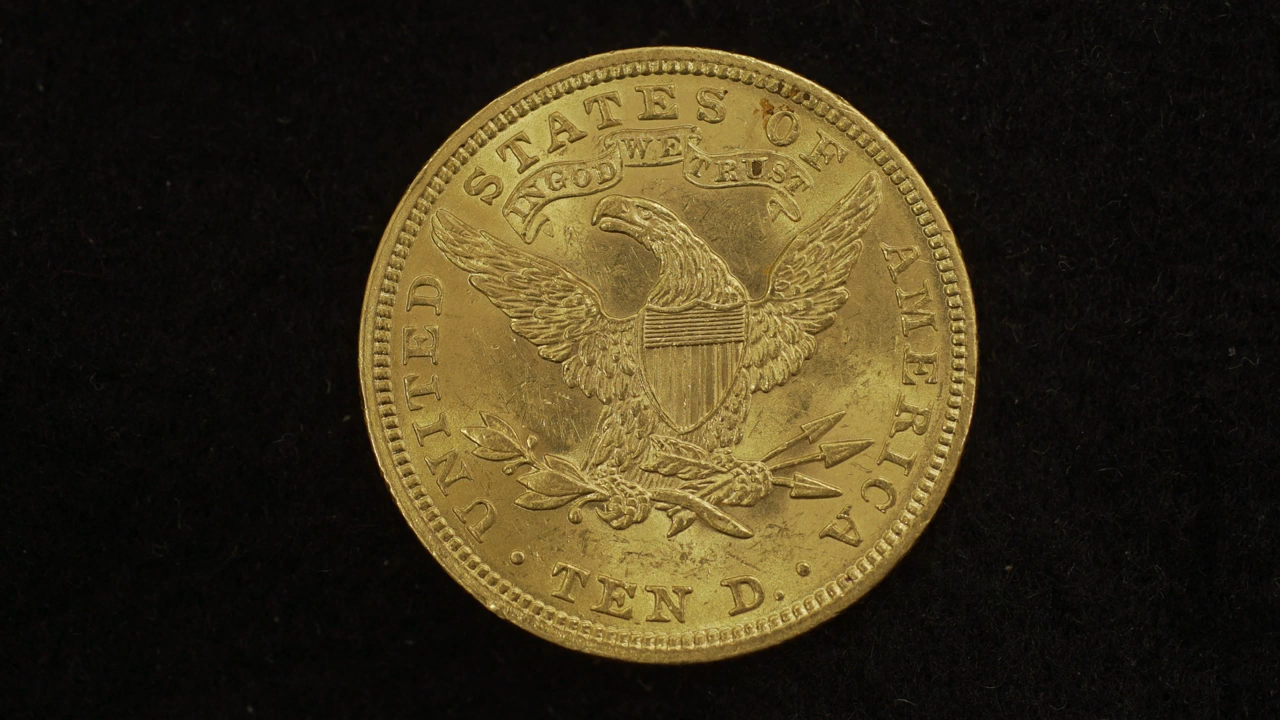 UNITED STATES OF AMERICA
IN GOD WE TRUST
· TEN D. ·